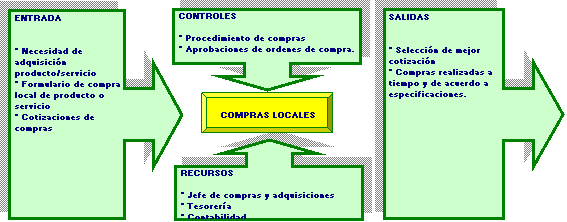 ENTRADA
* Necesidad de
adquisición
producto/servicio
* Formulario de compra
local de producto o
servicio
* Cotizaciones de
compras
CONTROLES
* Procedimiento de compras
* Aprobaciones de ordenes de compra.
COMPRAS LOCALES
RECURSOS
* Jefe de compras y adquisiciones
* Tesorería
* Contabilidad
SALIDAS
* Selección de mejor
cotización
* Compras realizadas a
tiempo y de acuerdo a
especificaciones.